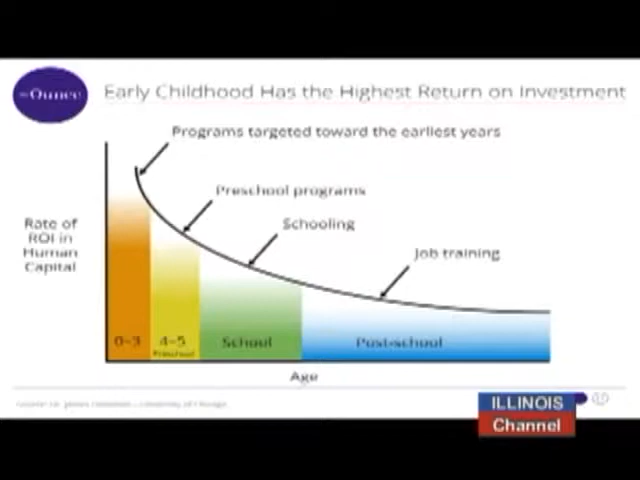 the Ounce
Early Childhood Has the Highest Return on Investment
Programs targeted toward the earliest years
Preschool programs
Schooling
Job training
Rate of
ROI in
Human
Capital
0-3
4-5
Preschool
School
Post-school
Age
ILLINOIS
Channel